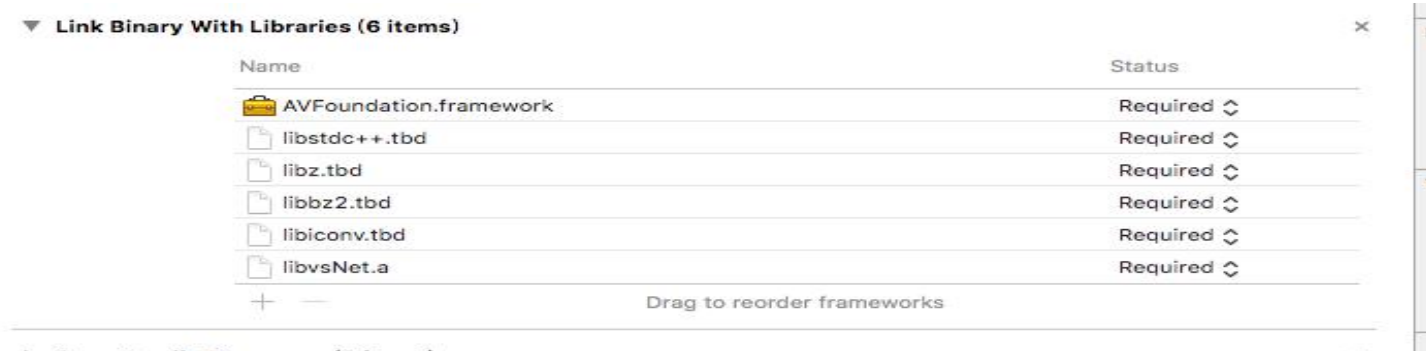 Link Binary With Libraries (6 items)
Name Status
AVFoundation.framework Required
libstdc++.tbd Required
libz.tbd Required
libbz2.tbd Required
libiconv.tbd Required
libvsNet.a Required
Drag to reorder frameworks